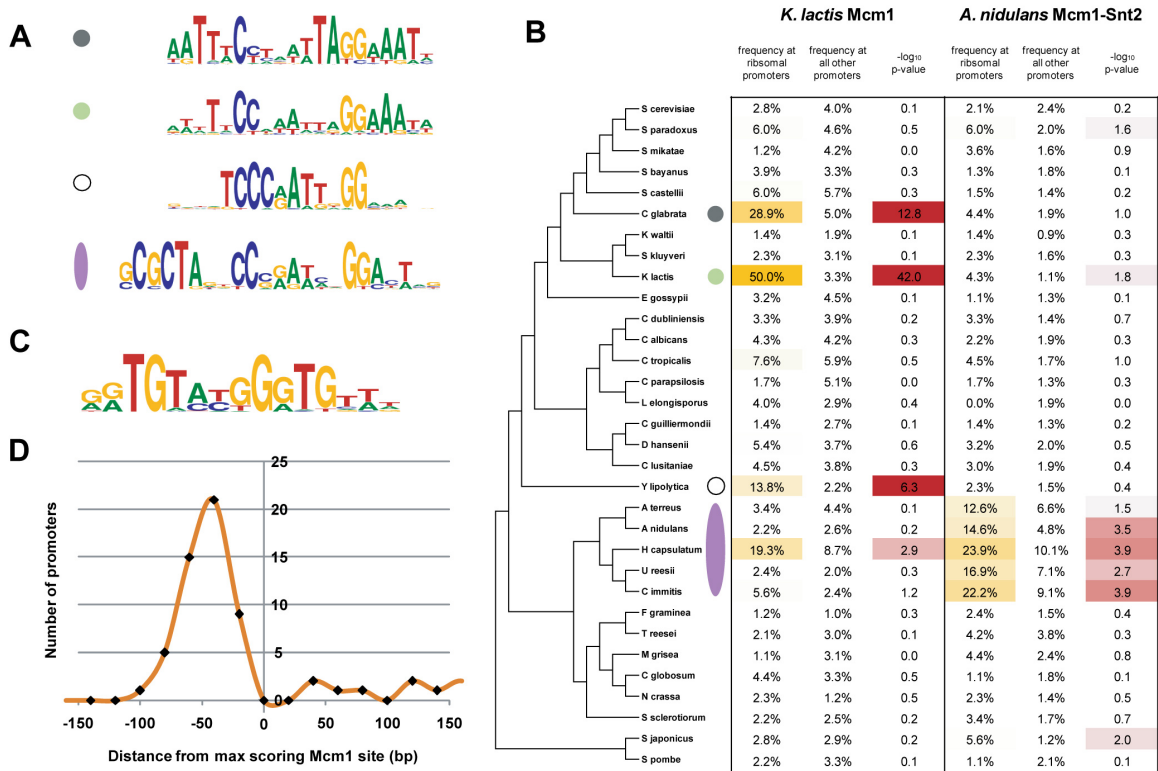 A
B
K. lactis Mcm1 A. nidulans Mcm1-Snt2
frequency at ribsomal promoters frequency at all other promoters -log10 p-value frequency at ribsomal promoters frequency at all other promoters -log10 p-value
S cerevisiae 2.8% 4.0% 0.1 2.1% 2.4% 0.2
S paradoxus 6.0% 4.6% 0.5 6.0% 2.0% 1.6
S mikatae 1.2% 4.2% 0.0 3.6% 1.6% 0.9
S bayanus 3.9% 3.3% 0.3 1.3% 1.8% 0.1
S castellii 6.0% 5.7% 0.3 1.5% 1.4% 0.2
C glabrata 28.9% 5.0% 12.8 4.4% 1.9% 1.0
K waltii 1.4% 1.9% 0.1 1.4% 0.9% 0.3
S kluyveri 2.3% 3.1% 0.1 2.3% 1.6% 0.3
K lactis 50.0% 3.3% 42.0 4.3% 1.1% 1.8
E gossypii 3.2% 4.5% 0.1 1.1% 1.3% 0.1
C dubliniensis 3.3% 3.9% 0.2 3.3% 1.4% 0.7
C albicans 4.3% 4.2% 0.3 2.2% 1.9% 0.3
C tropicalis 7.6% 5.9% 0.5 4.5% 1.7% 1.0
C parapsilosis 1.7% 5.1% 0.0 1.7% 1.3% 0.3
L elongisporus 4.0% 2.9% 0.4 0.0% 1.9% 0.0
C guilliermondii 1.4% 2.7% 0.1 1.4% 1.3% 0.2
D hansenii 5.4% 3.7% 0.6 3.2% 2.0% 0.5
C lusitaniae 4.5% 3.8% 0.3 3.0% 1.9% 0.4
Y lipolytica 13.8% 2.2% 6.3 2.3% 1.5% 0.4
A terreus 3.4% 4.4% 0.1 12.6% 6.6% 1.5
A nidulans 2.2% 2.6% 0.2 14.6% 4.8% 3.5
H capsulatum 19.3% 8.7% 2.9 23.9% 10.1% 3.9
U reesii 2.4% 2.0% 0.3 16.9% 7.1% 2.7
C immitis 5.6% 2.4% 1.2 22.2% 9.1% 3.9
F graminea 1.2% 1.0% 0.3 2.4% 1.5% 0.4
T reesei 2.1% 3.0% 0.1 4.2% 3.8% 0.3
M grisea 1.1% 3.1% 0.0 4.4% 2.4% 0.8
C globosum 4.4% 3.3% 0.5 1.1% 1.8% 0.1
N crassa 2.3% 1.2% 0.5 2.3% 1.4% 0.5
S sclerotiorum 2.2% 2.5% 0.2 3.4% 1.7% 0.7
S japonicus 2.8% 2.9% 0.2 5.6% 1.2% 2.0
S pombe 2.2% 3.3% 0.1 1.1% 2.1% 0.1
C
D
Number of promoters
25
20
15
10
5
0
-150 -100 -50 0 50 100 150
Distance from max scoring Mcm1 site (bp)